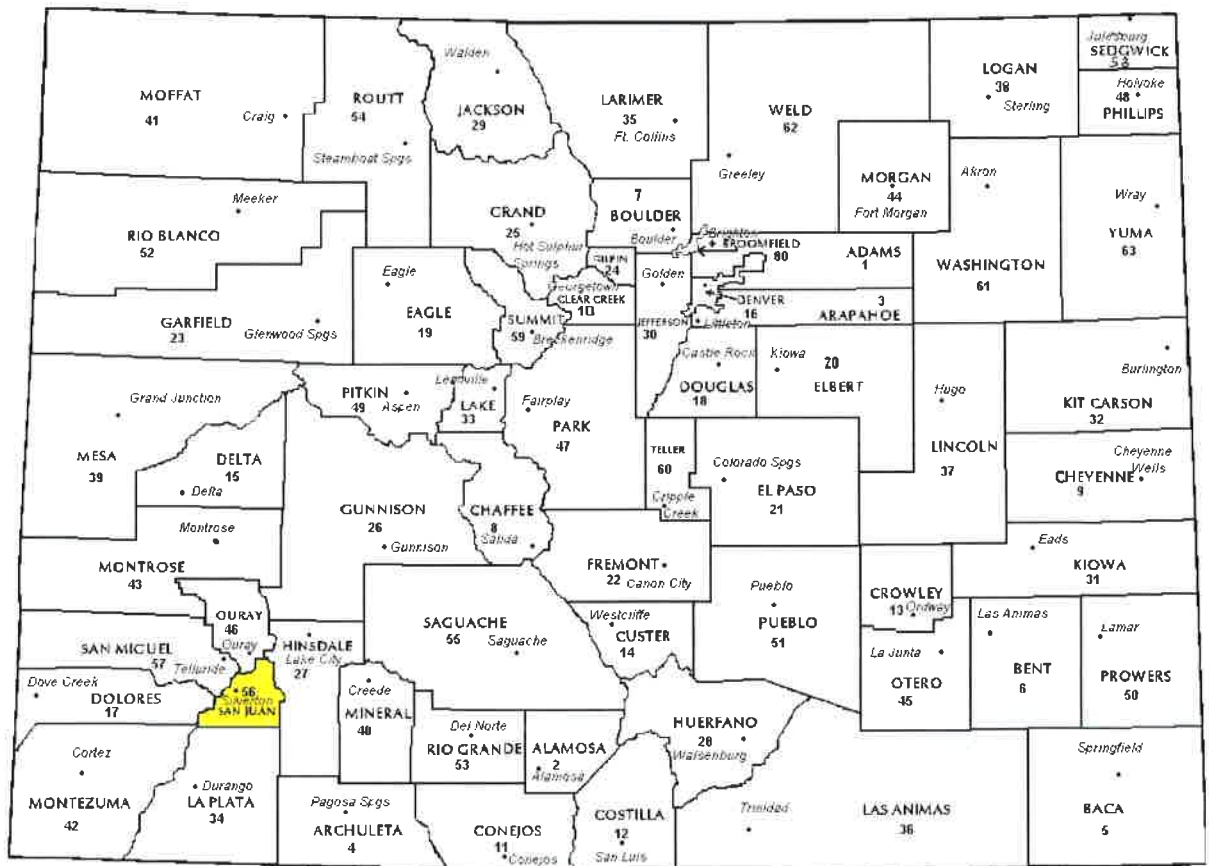 MOFFAT
41
Craig
ROUTT
54
Steamboat Spgs
Walden
JACKSON
29
LARIMER
35
Ft. Collins
WELD
62
Greeley
LOGAN
38
Sterling
Julesburg
SEDGWICK
58
Holyoke
48
PHILLIPS
MORGAN
44
Fort Morgan
Akron
WASHINGTON
61
Wray
YUMA
63
Meeker
RIO BLANCO
52
GRAND
25
Hot Sulphur
Springs
7
BOULDER
Boulder
Brighton
BROOMFIELD
80
ADAMS
1
GILPIN
24
Georgetown
CLEAR CREEK
10
Golden
JEFFERSON
30
DENVER
16
3
ARAPAHOE
Littleton
GARFIELD
23
Glenwood Spgs
Eagle
EAGLE
19
SUMMIT
59
Breckenridge
Castle Rock
DOUGLAS
18
Kiowa
20
ELBERT
Hugo
LINCOLN
37
Burlington
KIT CARSON
32
Grand Junction
MESA
39
PITKIN
49
Aspen
Leadville
LAKE
33
Fairplay
PARK
47
TELLER
60
Cripple
Creek
Colorado Spgs
EL PASO
21
Cheyenne
Wells
CHEYENNE
9
DELTA
15
Delta
GUNNISON
26
Gunnison
CHAFFEE
8
Salida
Montrose
MONTROSE
43
FREMONT
22
Canon City
Pueblo
PUEBLO
51
CROWLEY
13
Ordway
Eads
KIOWA
31
OURAY
46
Ouray
SAN MIGUEL
57
Telluride
HINSDALE
Lake City
27
SAGUACHE
55
Saguache
Westcliffe
CUSTER
14
La Junta
OTERO
45
Las Animas
BENT
6
Lamar
PROWERS
50
Dove Creek
DOLORES
17
56
Silverton
SAN JUAN
Creede
MINERAL
40
Del Norte
RIO GRANDE
53
ALAMOSA
2
Alamosa
HUERFANO
28
Walsenburg
Cortez
MONTEZUMA
42
Durango
LA PLATA
34
Pagosa Spgs
ARCHULETA
4
CONEJOS
11
Conejos
COSTILLA
12
San Luis
Trinidad
LAS ANIMAS
36
Springfield
BACA
5